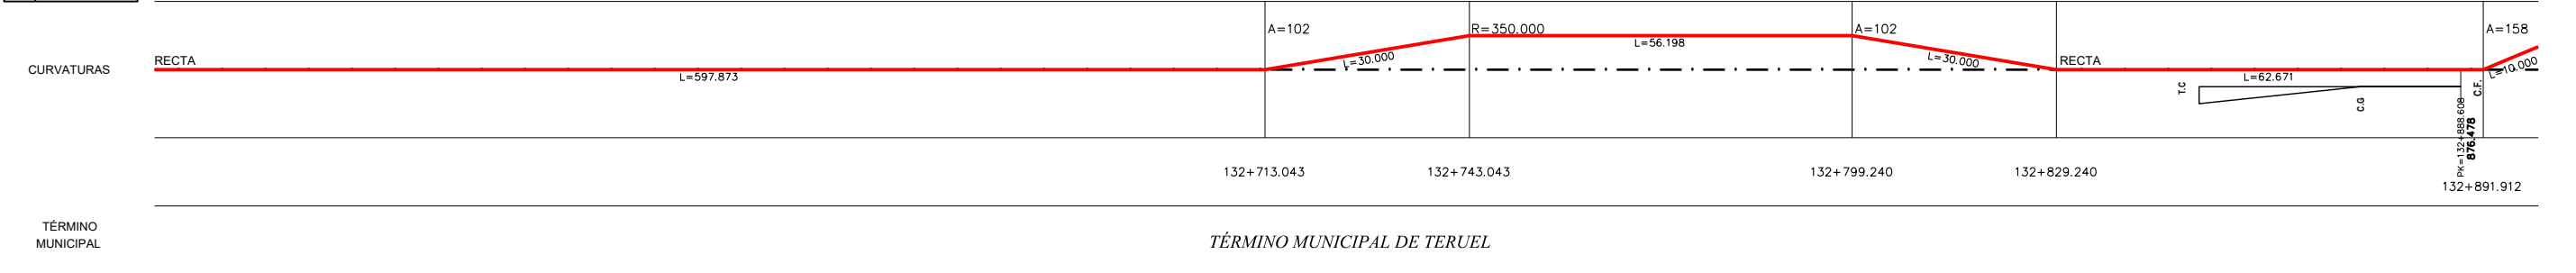 A=102
R=350.000
A=102
A=158
RECTA
L=597.873
L=30.000
L=56.198
L=30.000
RECTA
L=62.671
L=10.000
CURVATURAS
T.C
C.G
C.F.
PK=132+888.608
876.478
132+713.043
132+743.043
132+799.240
132+829.240
132+891.912
TÉRMINO
MUNICIPAL
TÉRMINO MUNICIPAL DE TERUEL